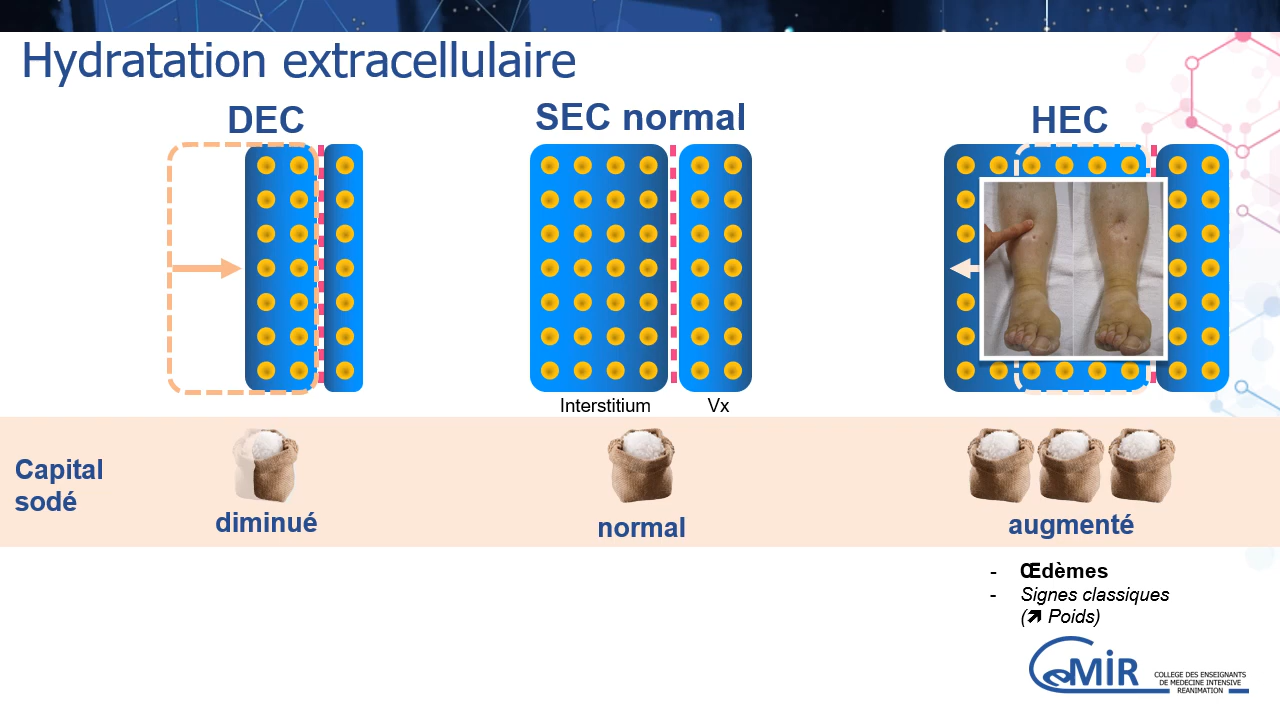 Hydratation extracellulaire
DEC
SEC normal
HEC
Interstitium
Vx
Capital
sodé
diminué
normal
augmenté
- Œdèmes
- Signes classiques
(↗ Poids)
CeMIR
COLLEGE DES ENSEIGNANTS
DE MEDECINE INTENSIVE
REANIMATION